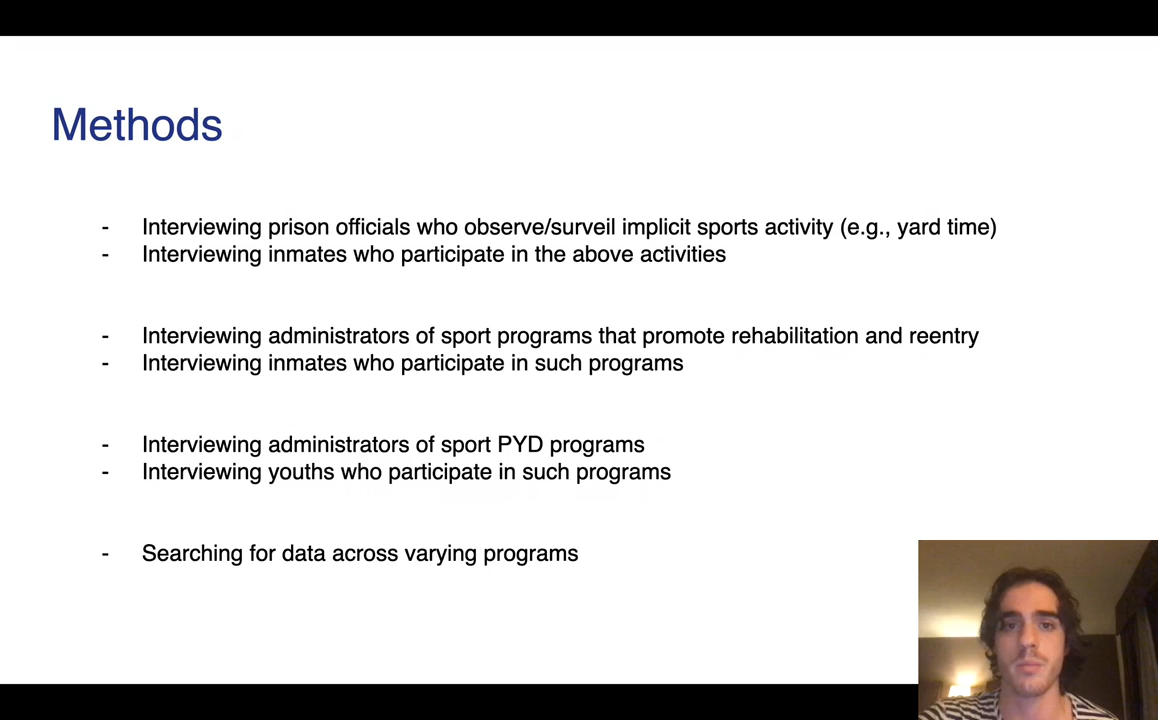 Methods
- Interviewing prison officials who observe/surveil implicit sports activity (e.g., yard time)
- Interviewing inmates who participate in the above activities
- Interviewing administrators of sport programs that promote rehabilitation and reentry
- Interviewing inmates who participate in such programs
- Interviewing administrators of sport PYD programs
- Interviewing youths who participate in such programs
- Searching for data across varying programs